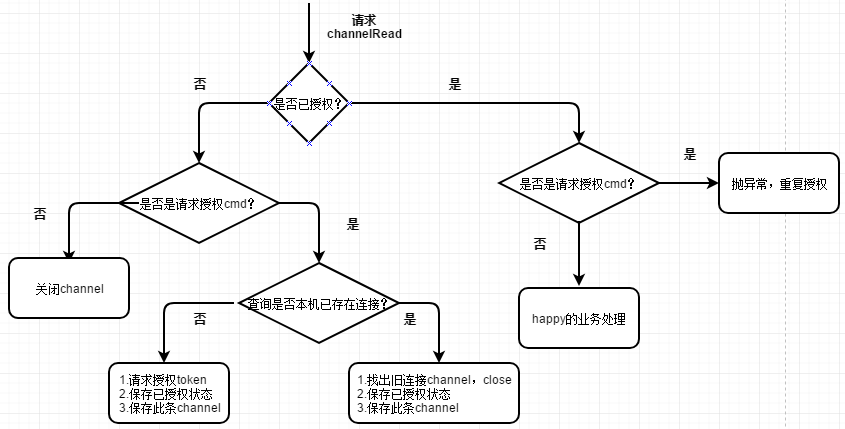 请求
channelRead
否
是
是否已授权？
是否是请求授权cmd？
是否是请求授权cmd？
是
抛异常，重复授权
否
是
否
关闭channel
查询是否本机已存在连接？
happy的业务处理
否
是
1.请求授权token
2.保存已授权状态
3.保存此条channel
1.找出旧连接channel，close
2.保存已授权状态
3.保存此条channel